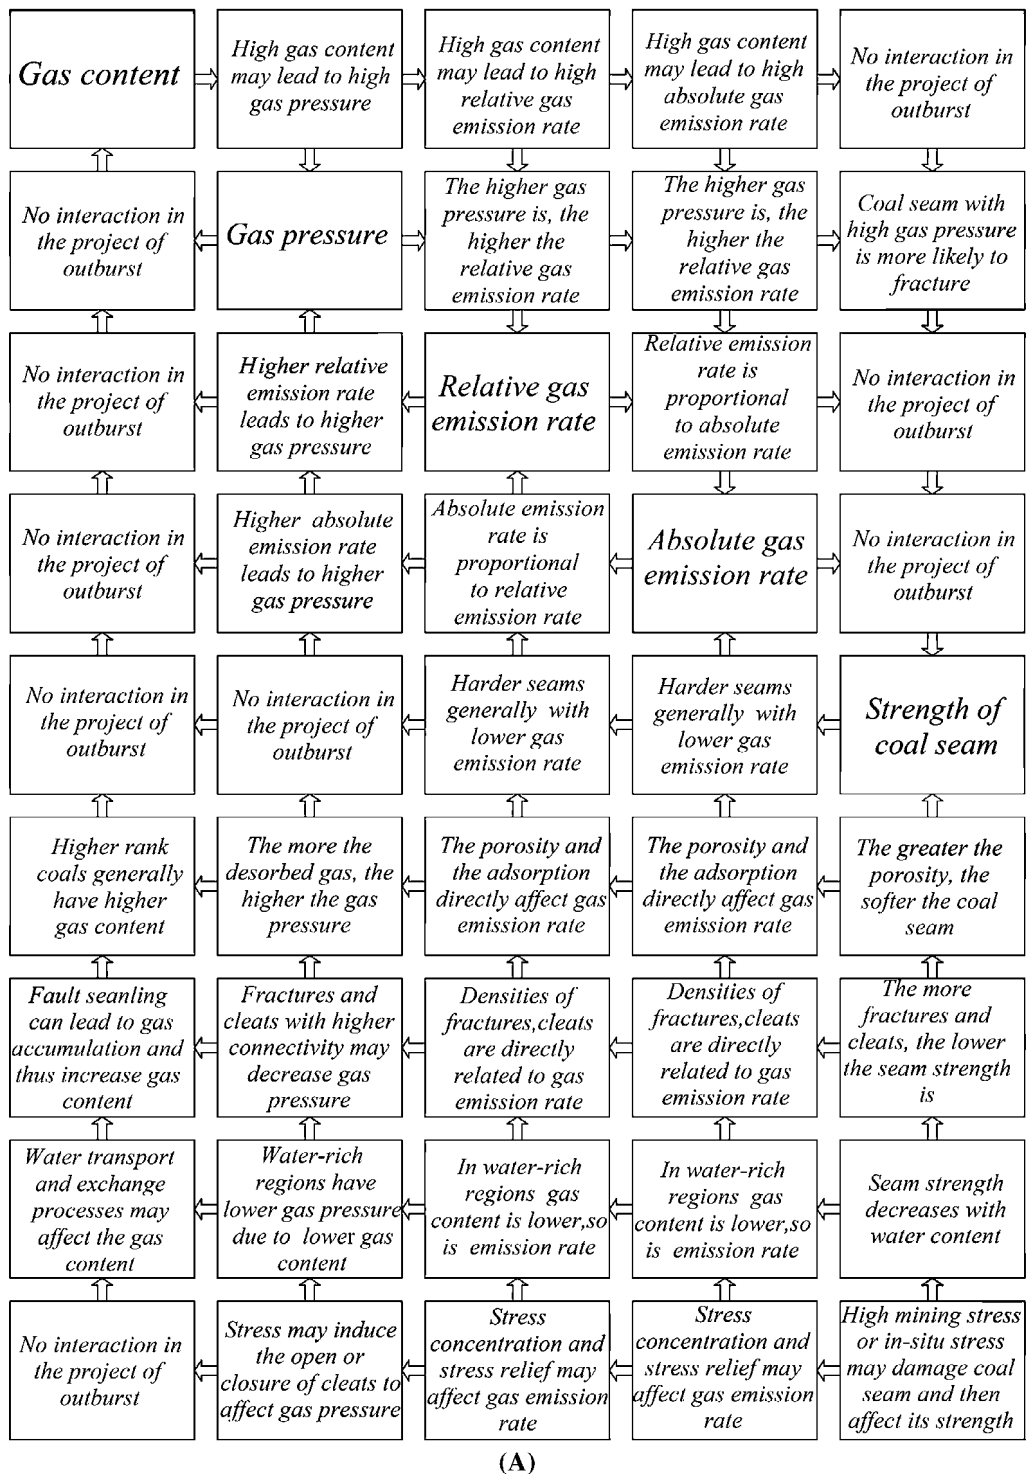 Gas content
High gas content
may lead to high
gas pressure
High gas content
may lead to high
relative gas
emission rate
High gas content
may lead to high
absolute gas
emission rate
No interaction in
the project of
outburst
No interaction in
the project of
outburst
Gas pressure
The higher gas
pressure is, the
higher the
relative gas
emission rate
The higher gas
pressure is, the
higher the
relative gas
emission rate
Coal seam with
high gas pressure
is more likely to
fracture
No interaction in
the project of
outburst
Higher relative
emission rate
leads to higher
gas pressure
Relative gas
emission rate
Relative emission
rate is
proportional
to absolute
emission rate
No interaction in
the project of
outburst
No interaction in
the project of
outburst
Higher absolute
emission rate
leads to higher
gas pressure
Absolute emission
rate is
proportional
to relative
emission rate
Absolute gas
emission rate
No interaction in
the project of
outburst
No interaction in
the project of
outburst
No interaction in
the project of
outburst
Harder seams
generally with
lower gas
emission rate
Harder seams
generally with
lower gas
emission rate
Strength of
coal seam
Higher rank
coals generally
have higher
gas content
The more the
desorbed gas, the
higher the gas
pressure
The porosity and
the adsorption
directly affect gas
emission rate
The porosity and
the adsorption
directly affect gas
emission rate
The greater the
porosity, the
softer the coal
seam
Fault seanling
can lead to gas
accumulation and
thus increase gas
content
Fractures and
cleats with higher
connectivity may
decrease gas
pressure
Densities of
fractures,cleats
are directly
related to gas
emission rate
Densities of
fractures,cleats
are directly
related to gas
emission rate
The more
fractures and
cleats, the lower
the seam strength
is
Water transport
and exchange
processes may
affect the gas
content
Water-rich
regions have
lower gas pressure
due to lower gas
content
In water-rich
regions gas
content is lower,so
is emission rate
In water-rich
regions gas
content is lower,so
is emission rate
Seam strength
decreases with
water content
No interaction in
the project of
outburst
Stress may induce
the open or
closure of cleats to
affect gas pressure
Stress
concentration and
stress relief may
affect gas emission
rate
Stress
concentration and
stress relief may
affect gas emission
rate
High mining stress
or in-situ stress
may damage coal
seam and then
affect its strength
(A)